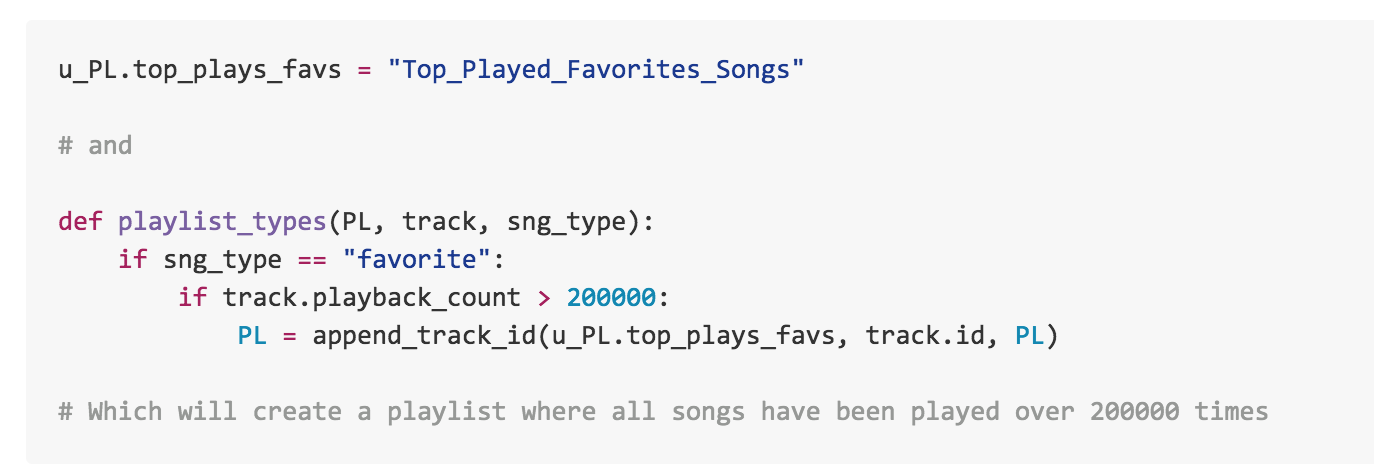 u_PL.top_plays_favs = "Top_Played_Favorites_Songs"
# and
def playlist_types(PL, track, sng_type):
    if sng_type == "favorite":
        if track.playback_count > 200000:
            PL = append_track_id(u_PL.top_plays_favs, track.id, PL)
# Which will create a playlist where all songs have been played over 200000 times